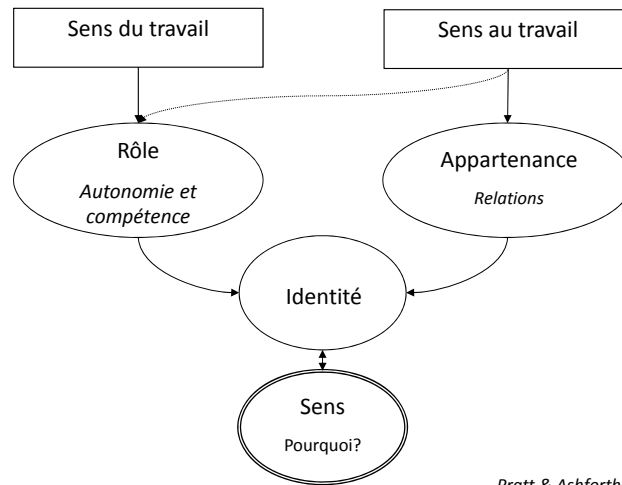 Sens du travail
Sens au travail
Rôle
Autonomie et
compétence
Appartenance
Relations
Identité
Sens
Pourquoi?
Pratt & Ashforth